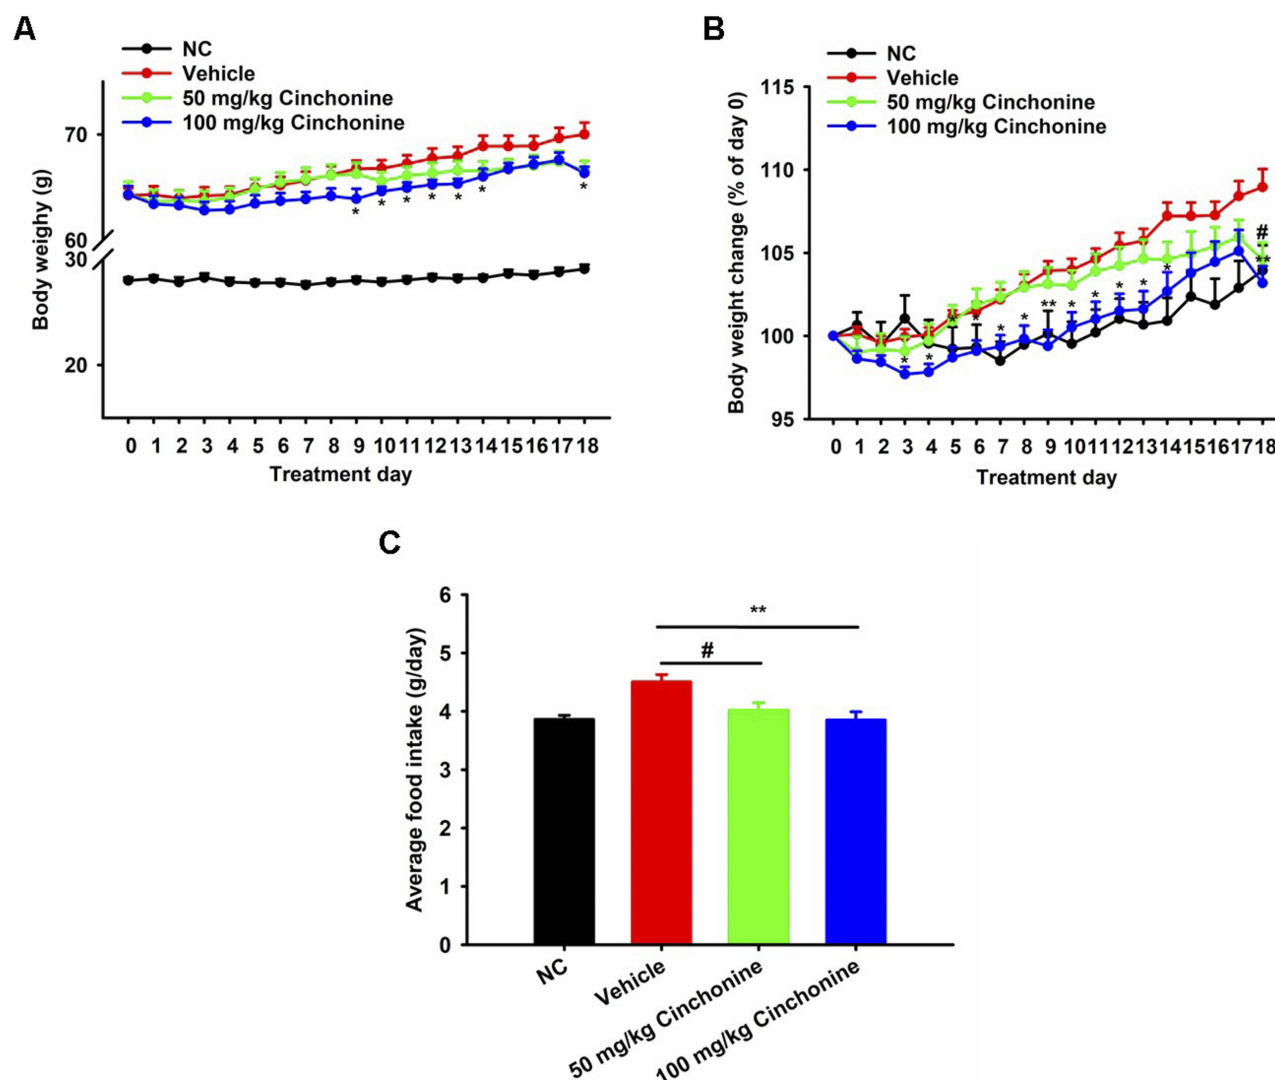 A
NC
Vehicle
50 mg/kg Cinchonine
100 mg/kg Cinchonine
70
60
30
20
Body weighy (g)
* * * * * * *
0 1 2 3 4 5 6 7 8 9 10 11 12 13 14 15 16 17 18
Treatment day
B
NC
Vehicle
50 mg/kg Cinchonine
100 mg/kg Cinchonine
115
110
105
100
95
Body weight change (% of day 0)
#
**
* * * * * * ** * * * * *
0 1 2 3 4 5 6 7 8 9 10 11 12 13 14 15 16 17 18
Treatment day
C
6
5
4
3
2
1
0
Average food intake (g/day)
**
#
NC
Vehicle
50 mg/kg Cinchonine
100 mg/kg Cinchonine